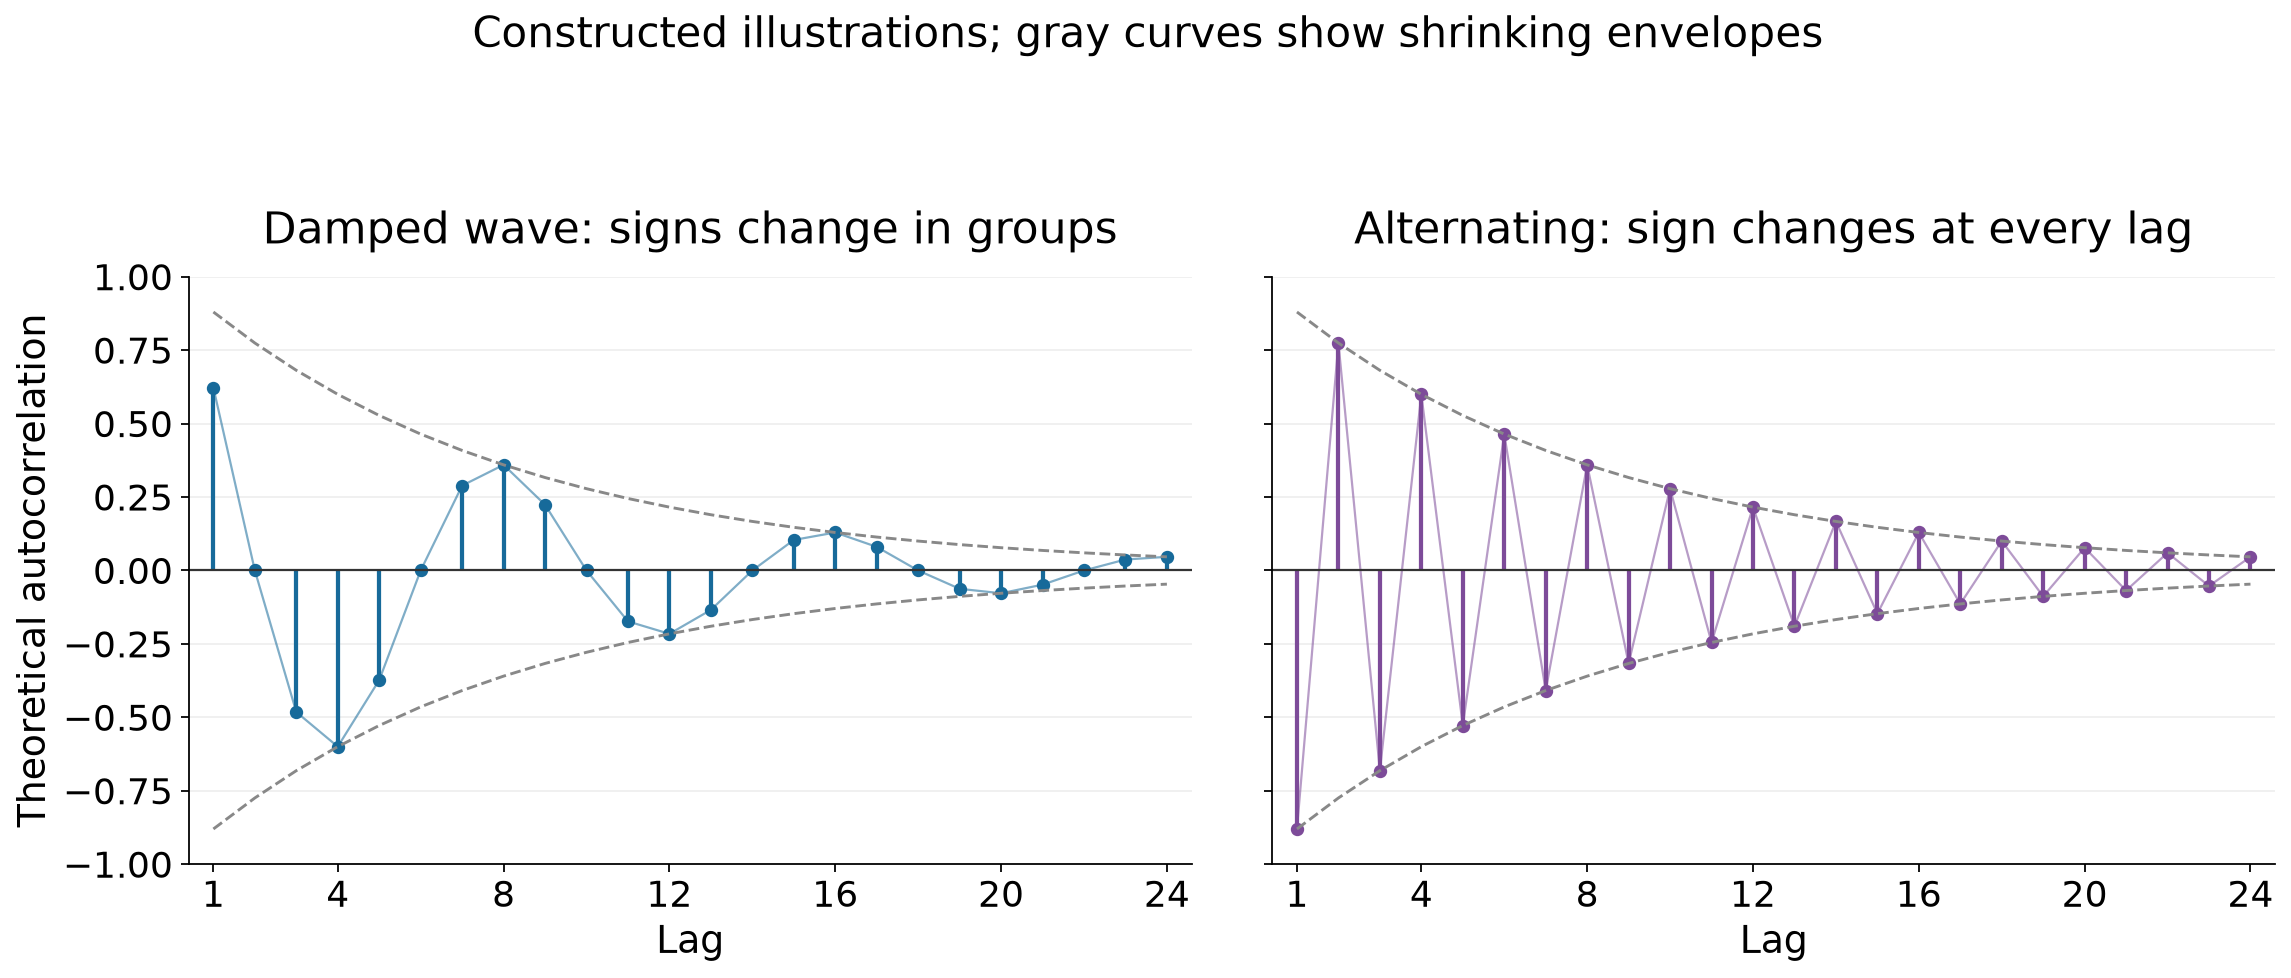 Constructed illustrations; gray curves show shrinking envelopes
Damped wave: signs change in groups
Alternating: sign changes at every lag
Theoretical autocorrelation
1.00
0.75
0.50
0.25
0.00
−0.25
−0.50
−0.75
−1.00
1 4 8 12 16 20 24
Lag
1 4 8 12 16 20 24
Lag